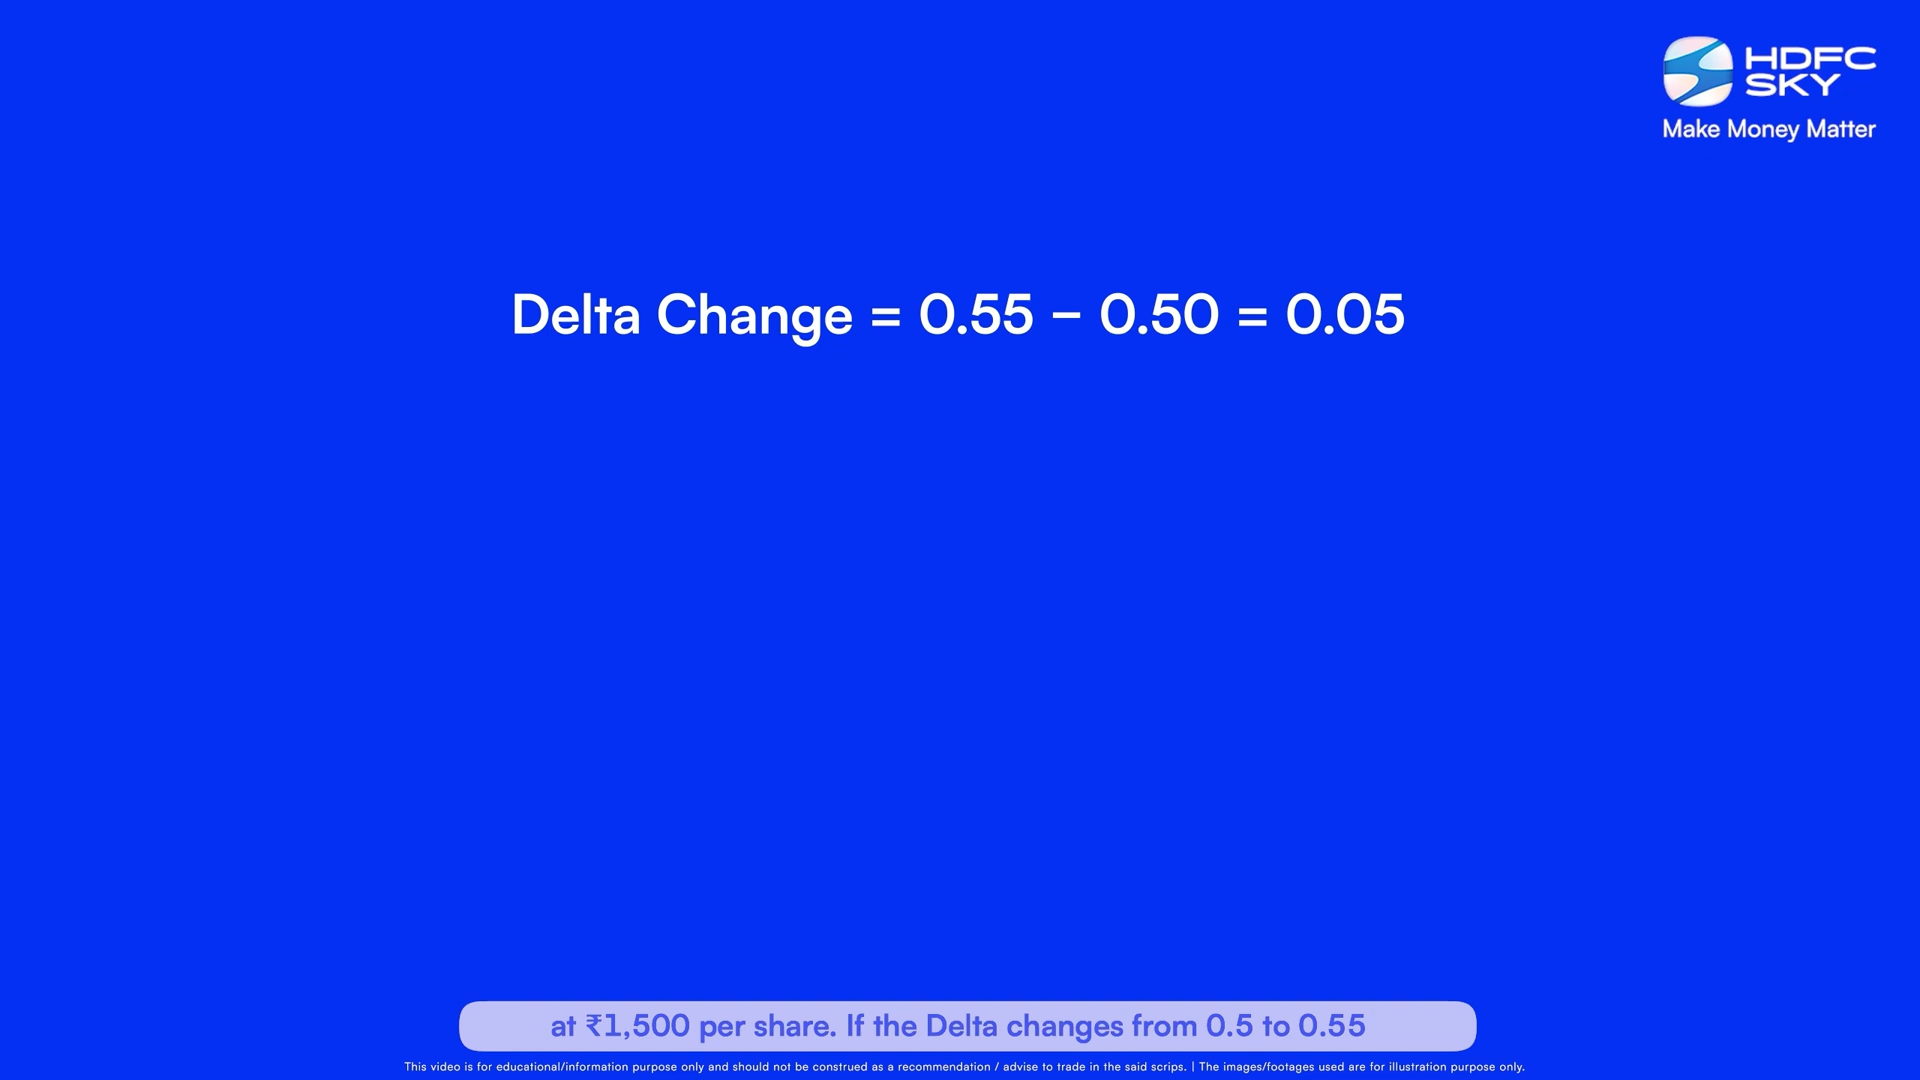 HDFC
SKY
Make Money Matter
Delta Change = 0.55 – 0.50 = 0.05
at ₹1,500 per share. If the Delta changes from 0.5 to 0.55
This video is for educational/information purpose only and should not be construed as a recommendation / advise to trade in the said scrips. | The images/footages used are for illustration purpose only.